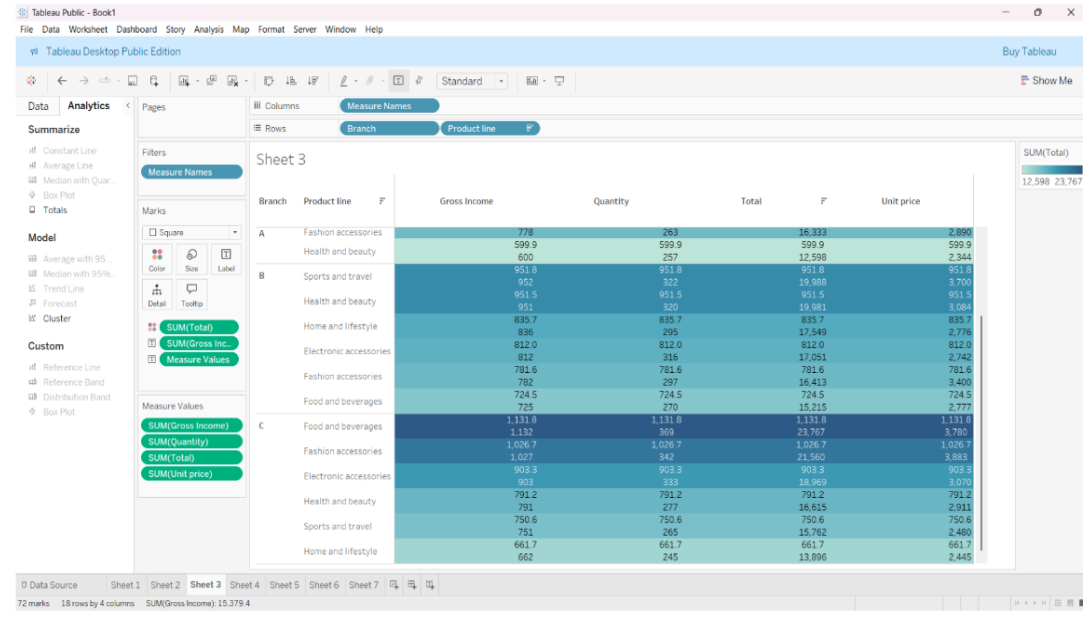 Tableau Public - Book1
File Data Worksheet Dashboard Story Analysis Map Format Server Window Help
Tableau Desktop Public Edition Buy Tableau
Standard Show Me
Data Analytics Pages Columns Measure Names
Rows Branch Product line
Summarize
Constant Line
Average Line
Median with Quar...
Box Plot
Totals
Model
Average with 95...
Median with 95%...
Trend Line
Forecast
Cluster
Custom
Reference Line
Reference Band
Distribution Band
Box Plot
Filters
Measure Names
Marks
Square
Color Size Label
Detail Tooltip
SUM(Total)
SUM(Gross Inc..
Measure Values
Measure Values
SUM(Gross Income)
SUM(Quantity)
SUM(Total)
SUM(Unit price)
Sheet 3
Branch Product line Gross Income Quantity Total Unit price
A Fashion accessories 778 263 16,333 2,890
599.9 599.9 599.9 599.9
Health and beauty
600 257 12,598 2,344
951.8 951.8 951.8 951.8
B Sports and travel
952 322 19,988 3,700
951.5 951.5 951.5 951.5
Health and beauty
951 320 19,981 3,084
835.7 835.7 835.7 835.7
Home and lifestyle
836 295 17,549 2,776
812.0 812.0 812.0 812.0
Electronic accessories
812 316 17,051 2,742
781.6 781.6 781.6 781.6
Fashion accessories
782 297 16,413 3,400
724.5 724.5 724.5 724.5
Food and beverages
725 270 15,215 2,777
1,131.8 1,131.8 1,131.8 1,131.8
C Food and beverages
1,132 369 23,767 3,780
1,026.7 1,026.7 1,026.7 1,026.7
Fashion accessories
1,027 342 21,560 3,883
903.3 903.3 903.3 903.3
Electronic accessories
903 333 18,969 3,070
791.2 791.2 791.2 791.2
Health and beauty
791 277 16,615 2,911
750.6 750.6 750.6 750.6
Sports and travel
751 265 15,762 2,480
661.7 661.7 661.7 661.7
Home and lifestyle
662 245 13,896 2,445
SUM(Total)
12,598 23,767
Data Source Sheet 1 Sheet 2 Sheet 3 Sheet 4 Sheet 5 Sheet 6 Sheet 7
72 marks 18 rows by 4 columns SUM(Gross Income): 15,379.4